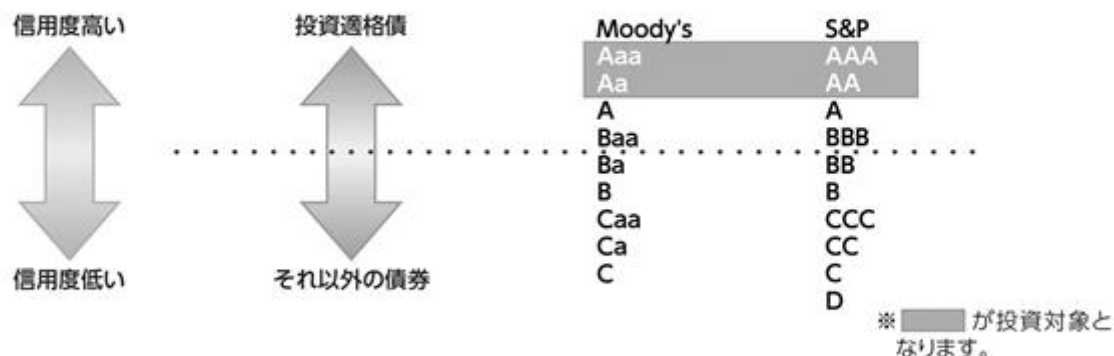 信用度高い 投資適格債 Moody's S&P
Aaa AAA
Aa AA
A A
Baa BBB
Ba BB
B B
Caa CCC
Ca CC
信用度低い それ以外の債券 C C
D
※ が投資対象と
なります。